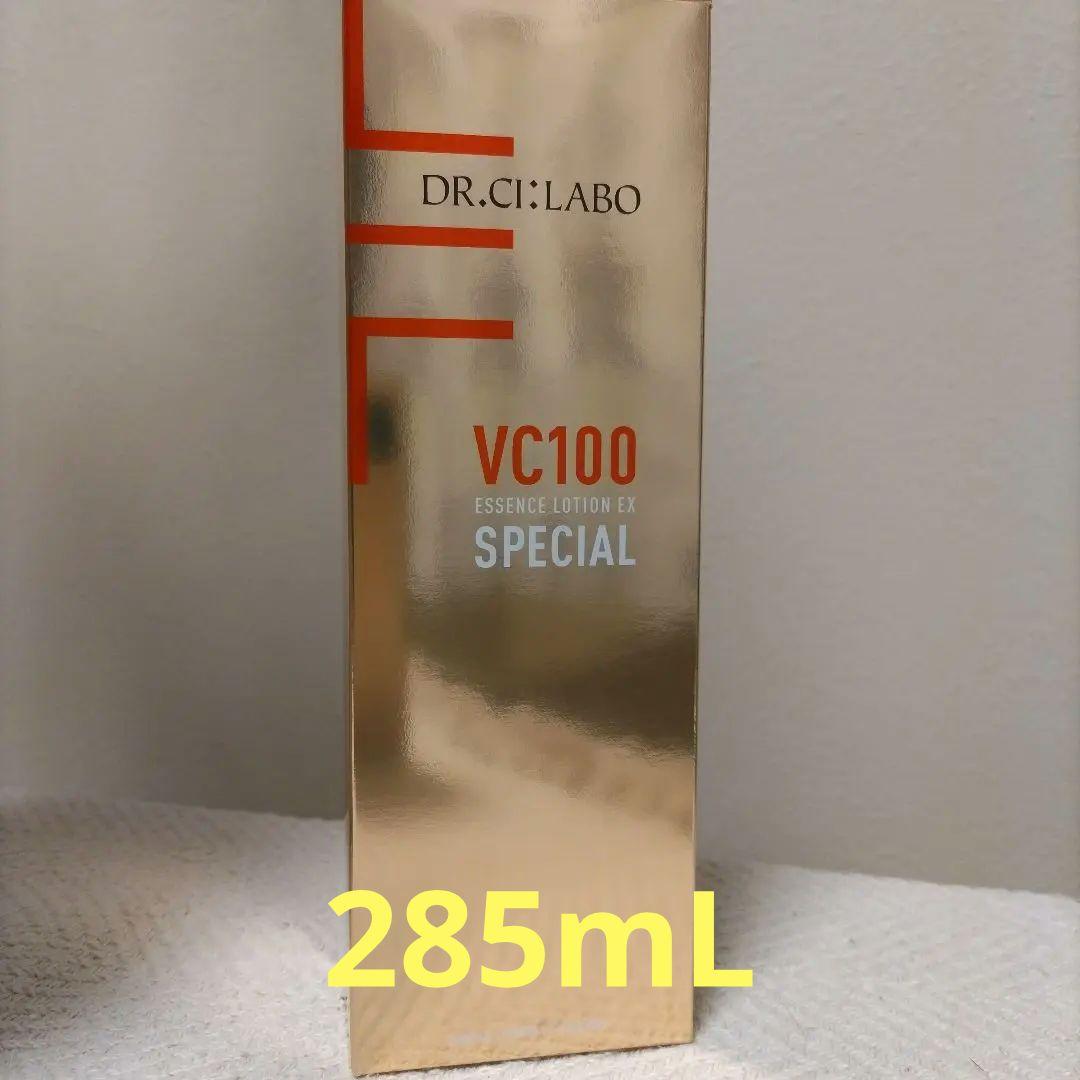 DR.CI:LABO
VC100
ESSENCE LOTION EX
SPECIAL
285mL